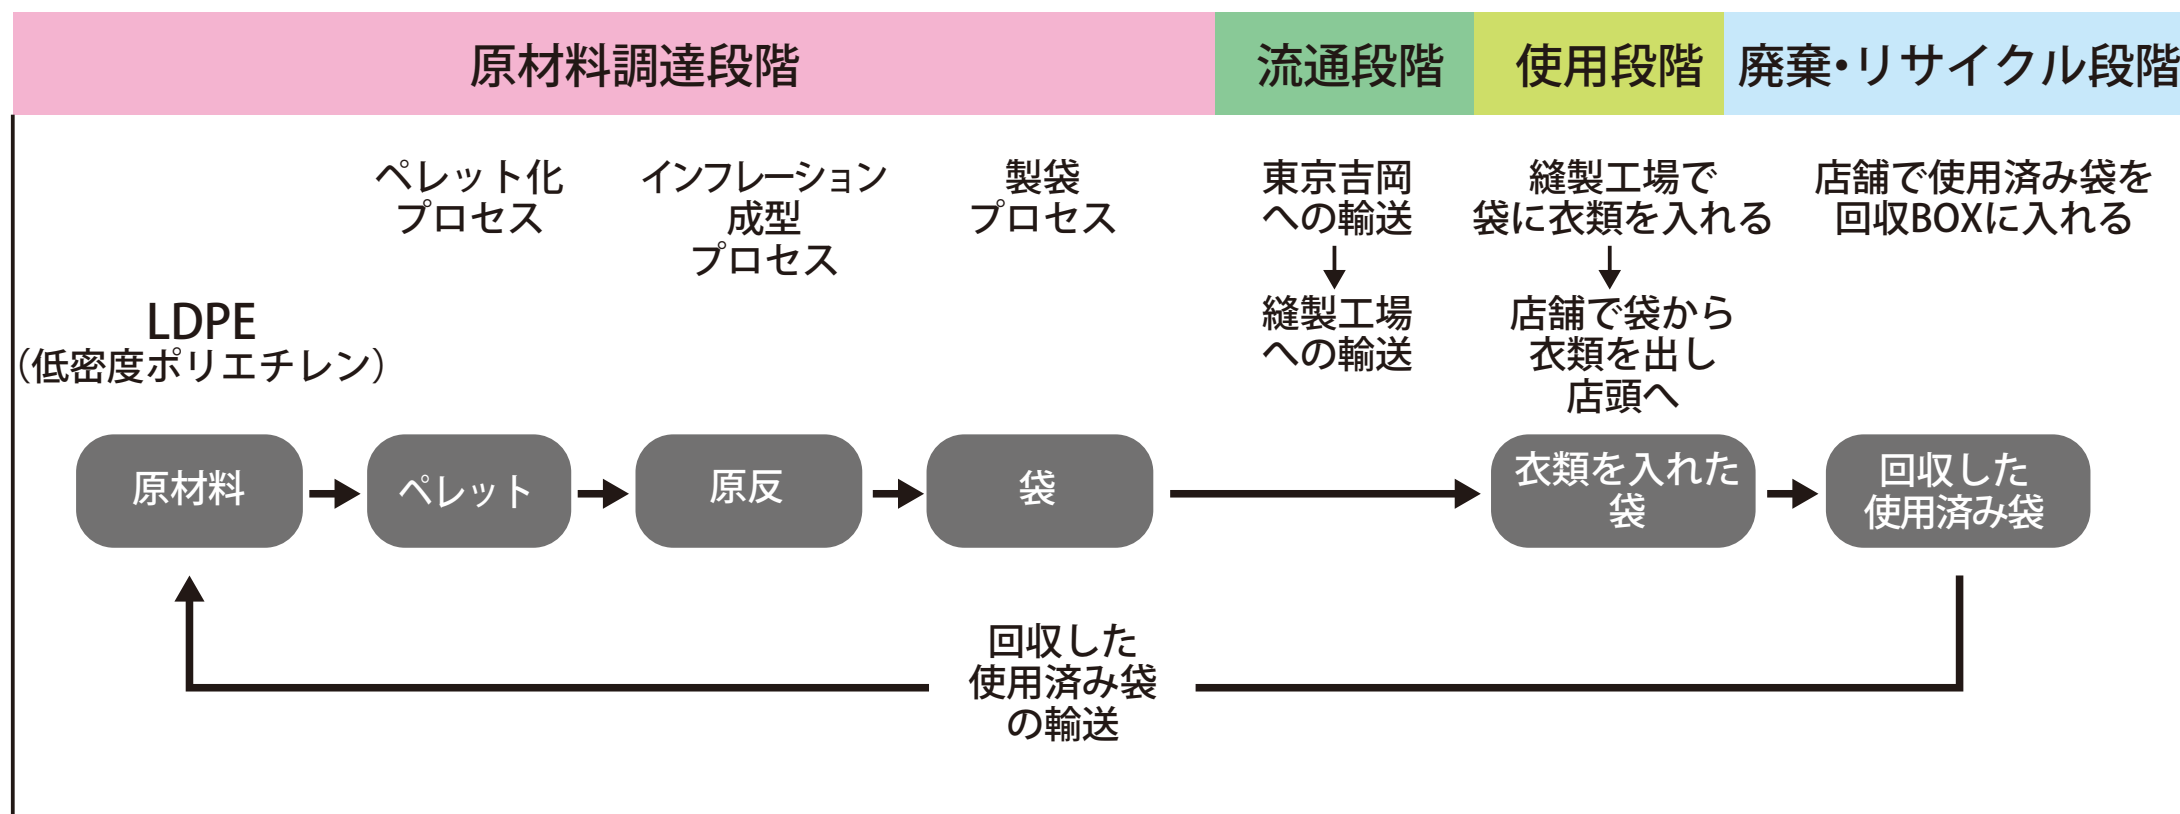 原材料調達段階
流通段階
使用段階
廃棄・リサイクル段階
LDPE
（低密度ポリエチレン）
ペレット化
プロセス
インフレーション
成型
プロセス
製袋
プロセス
東京吉岡
への輸送
縫製工場
への輸送
縫製工場で
袋に衣類を入れる
店舗で袋から
衣類を出し
店頭へ
店舗で使用済み袋を
回収BOXに入れる
原材料
ペレット
原反
袋
衣類を入れた
袋
回収した
使用済み袋
回収した
使用済み袋
の輸送